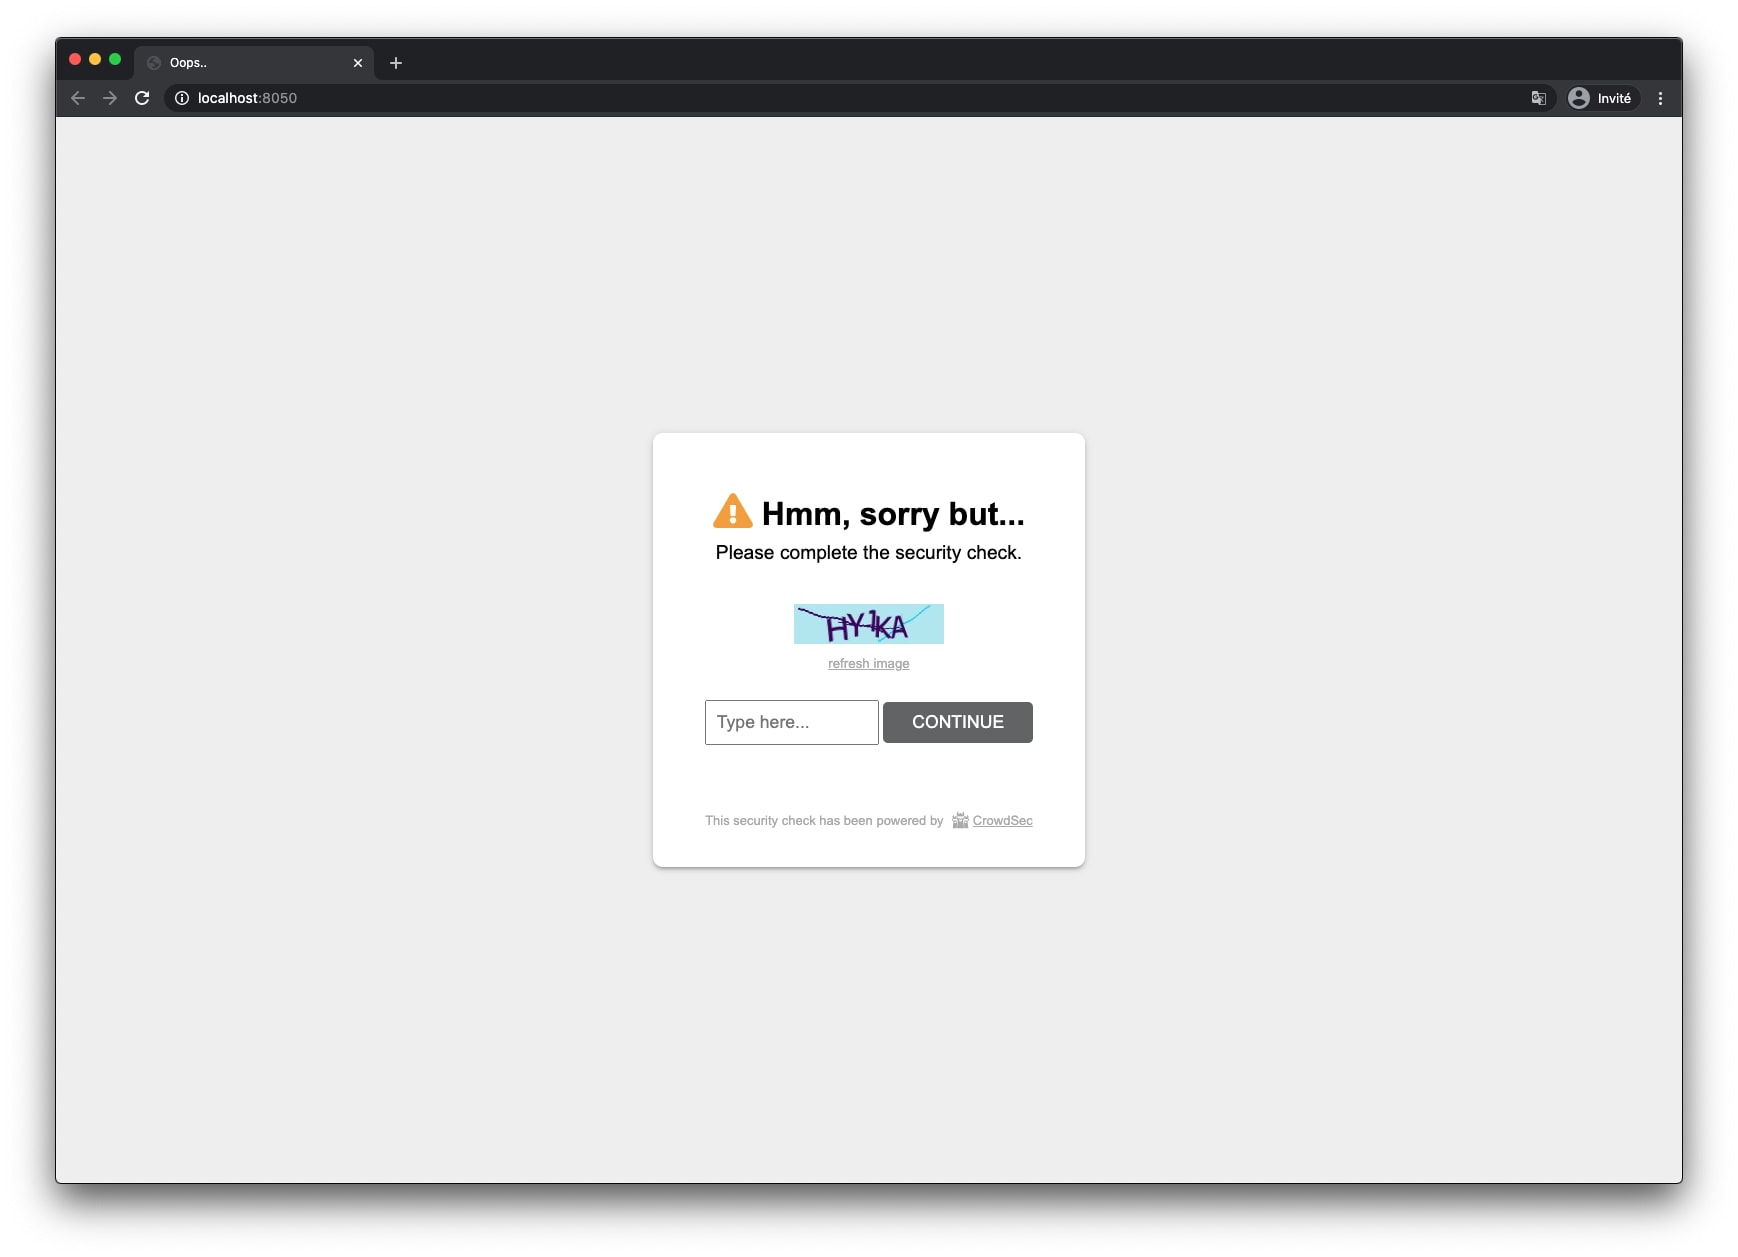 Oops..
localhost:8050
Invité
Hmm, sorry but...
Please complete the security check.
HY1KA
refresh image
Type here...
CONTINUE
This security check has been powered by CrowdSec